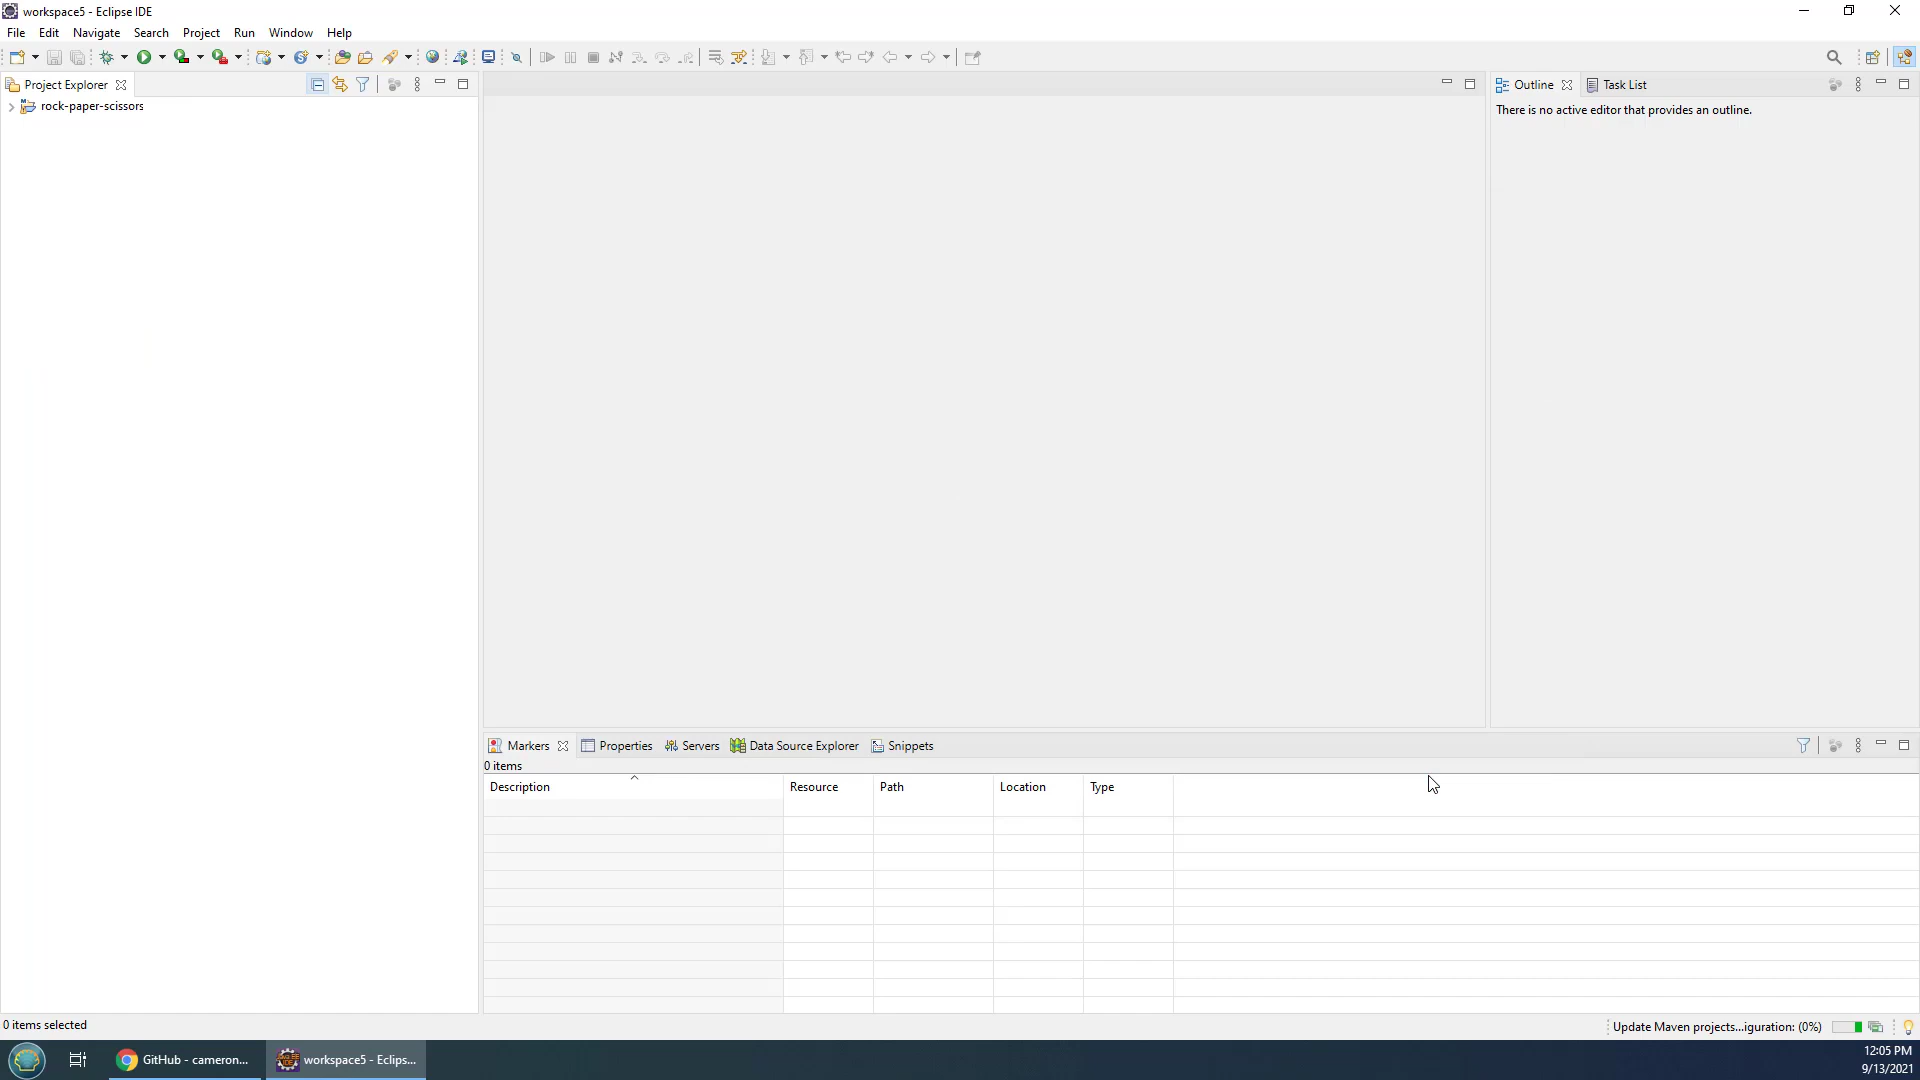 workspace5 - Eclipse IDE
File Edit Navigate Search Project Run Window Help
Project Explorer
rock-paper-scissors
Outline Task List
There is no active editor that provides an outline.
Markers Properties Servers Data Source Explorer Snippets
0 items
Description Resource Path Location Type
0 items selected
Update Maven projects...iguration: (0%)
GitHub - cameron...
workspace5 - Eclips...
12:05 PM
9/13/2021